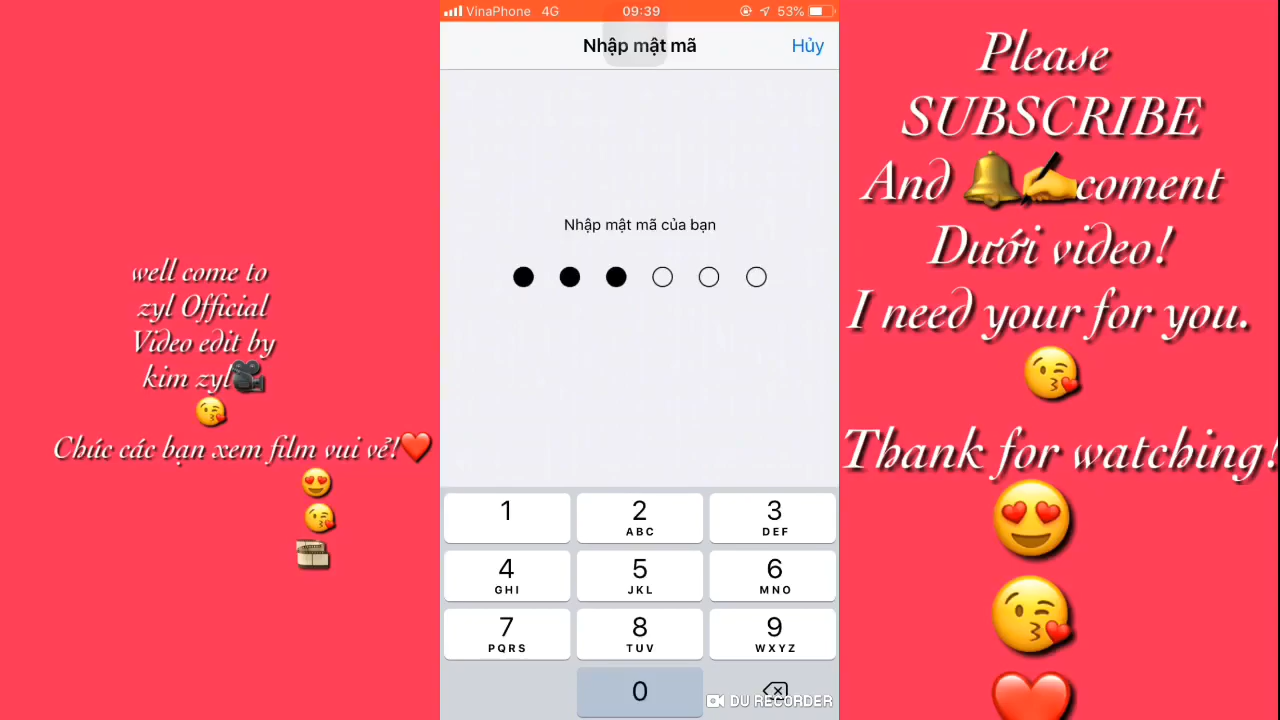 well come to
zyl Official
Video edit by
kim zyl🎥
😘
Chúc các bạn xem film vui vẻ!❤️
😍
😘
VinaPhone 4G 09:39 53%
Nhập mật mã Hủy
Nhập mật mã của bạn
1 2 3
ABC DEF
4 5 6
GHI JKL MNO
7 8 9
PQRS TUV WXYZ
0
DU RECORDER
Please
SUBSCRIBE
And 🔔✍️coment
Dưới video!
I need your for you.
😘
Thank for watching!
😍
😘
❤️